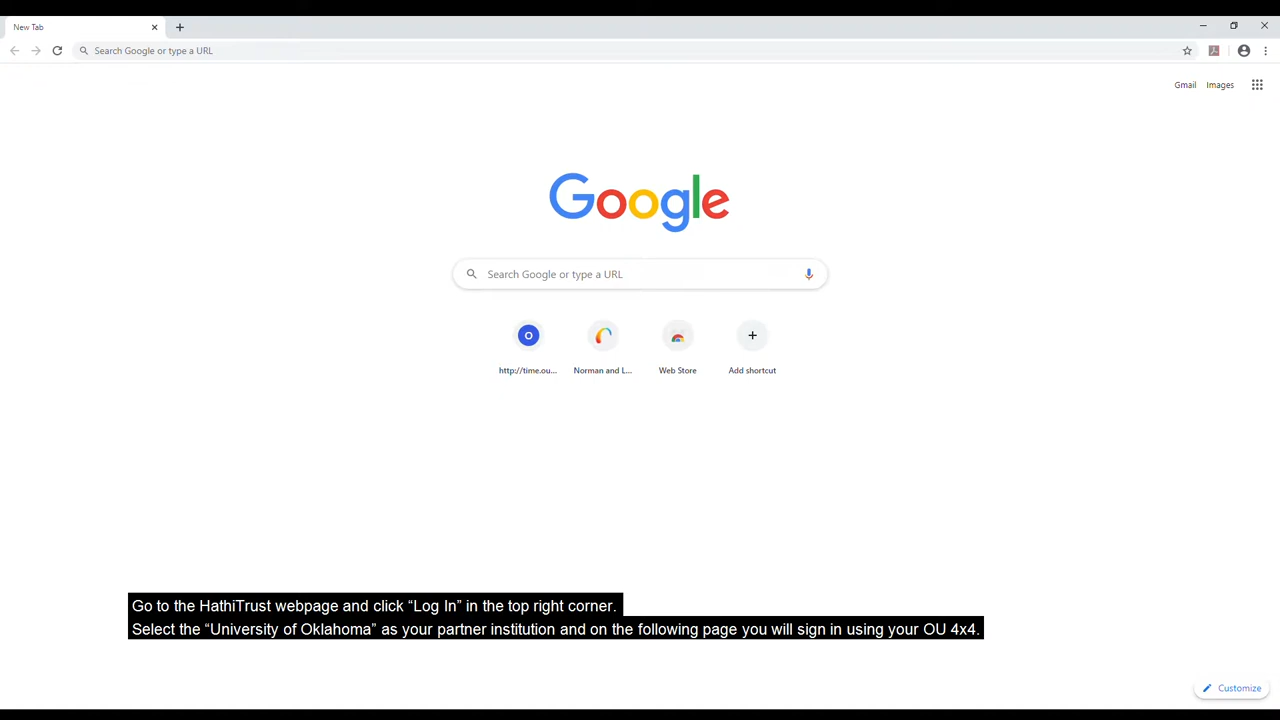 New Tab
Search Google or type a URL
Gmail Images
Google
Search Google or type a URL
O
http://time.ou... Norman and L... Web Store Add shortcut
Go to the HathiTrust webpage and click “Log In” in the top right corner.
Select the “University of Oklahoma” as your partner institution and on the following page you will sign in using your OU 4x4.
Customize